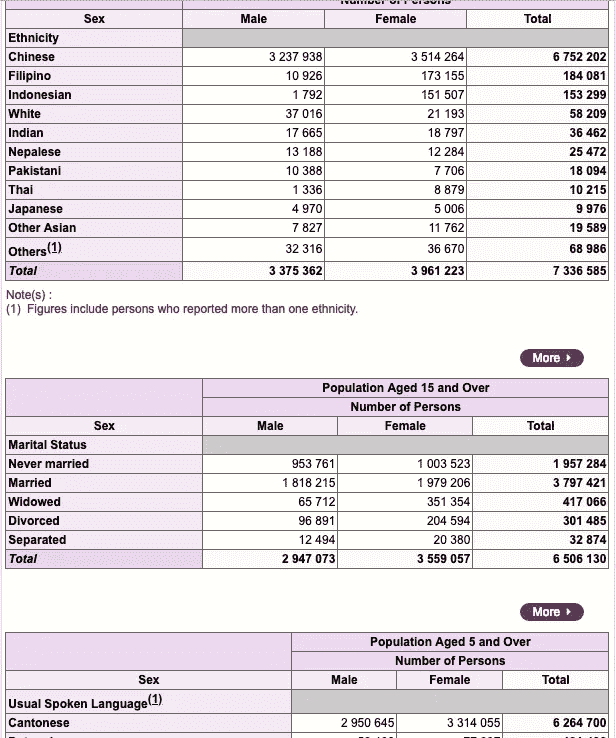 Sex Male Female Total
Ethnicity
Chinese 3 237 938 3 514 264 6 752 202
Filipino 10 926 173 155 184 081
Indonesian 1 792 151 507 153 299
White 37 016 21 193 58 209
Indian 17 665 18 797 36 462
Nepalese 13 188 12 284 25 472
Pakistani 10 388 7 706 18 094
Thai 1 336 8 879 10 215
Japanese 4 970 5 006 9 976
Other Asian 7 827 11 762 19 589
Others(1) 32 316 36 670 68 986
Total 3 375 362 3 961 223 7 336 585
Note(s) :
(1) Figures include persons who reported more than one ethnicity.
More
Population Aged 15 and Over
Number of Persons
Sex Male Female Total
Marital Status
Never married 953 761 1 003 523 1 957 284
Married 1 818 215 1 979 206 3 797 421
Widowed 65 712 351 354 417 066
Divorced 96 891 204 594 301 485
Separated 12 494 20 380 32 874
Total 2 947 073 3 559 057 6 506 130
More
Population Aged 5 and Over
Number of Persons
Sex Male Female Total
Usual Spoken Language(1)
Cantonese 2 950 645 3 314 055 6 264 700